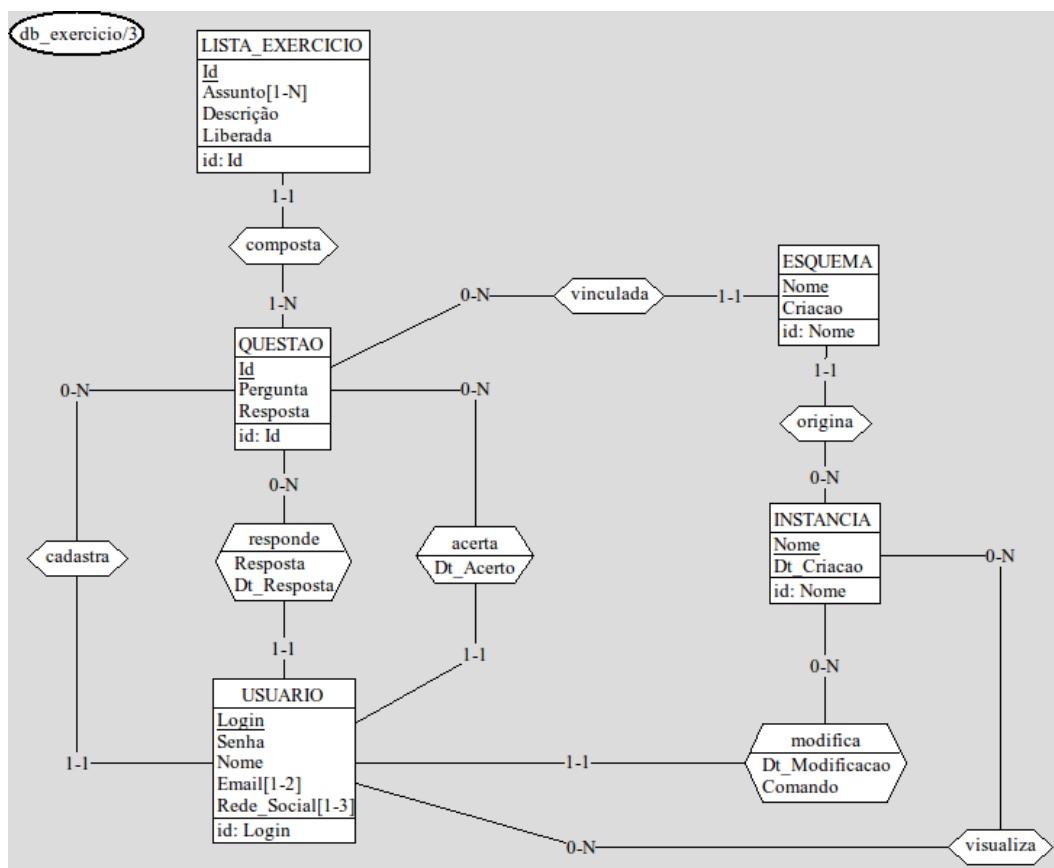 db_exercicio/3
LISTA_EXERCICIO
Id
Assunto[1-N]
Descrição
Liberada
id: Id
1-1
composta
1-N
QUESTAO
Id
Pergunta
Resposta
id: Id
0-N
vinculada
1-1
ESQUEMA
Nome
Criacao
id: Nome
1-1
origina
0-N
INSTANCIA
Nome
Dt_Criacao
id: Nome
0-N
cadastra
1-1
0-N
responde
Resposta
Dt_Resposta
1-1
0-N
acerta
Dt_Acerto
1-1
USUARIO
Login
Senha
Nome
Email[1-2]
Rede_Social[1-3]
id: Login
1-1
modifica
Dt_Modificacao
Comando
0-N
0-N
visualiza
0-N